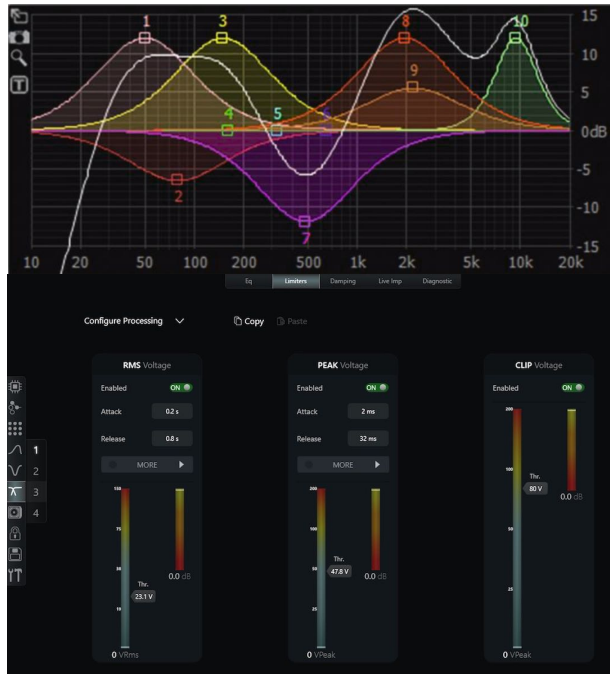 1 3 8 10 15
10
9 5
4 5 6 0dB
2 -5
7 -10
-15
10 20 50 100 200 500 1k 2k 5k 10k 20k
T
Eq Limiters Damping Live Imp Diagnostic
Configure Processing Copy Paste
RMS Voltage PEAK Voltage CLIP Voltage
Enabled ON Enabled ON Enabled ON
Attack 0.2 s Attack 2 ms
Release 0.8 s Release 32 ms
MORE MORE
1
2
3
4
150 75 50 10
Thr.
23.1 V
0.0 dB
0 VRms
200 100 50 25
Thr.
47.8 V
0.0 dB
0 VPeak
200 100 50 25
Thr.
80 V
0.0 dB
0 VPeak